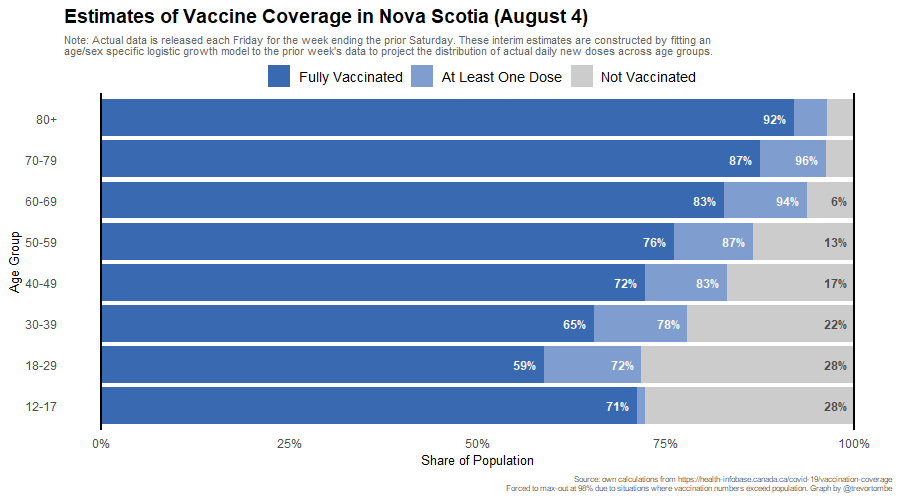 Estimates of Vaccine Coverage in Nova Scotia (August 4)
Note: Actual data is released each Friday for the week ending the prior Saturday. These interim estimates are constructed by fitting an
age/sex specific logistic growth model to the prior week's data to project the distribution of actual daily new doses across age groups.
Fully Vaccinated At Least One Dose Not Vaccinated
80+ 92%
70-79 87% 96%
60-69 83% 94% 6%
50-59 76% 87% 13%
40-49 72% 83% 17%
30-39 65% 78% 22%
18-29 59% 72% 28%
12-17 71% 28%
Age Group
0% 25% 50% 75% 100%
Share of Population
Source: own calculations from https://health-infobase.canada.ca/covid-19/vaccination-coverage
Forced to max-out at 98% due to situations where vaccination numbers exceed population. Graph by @trevortombe